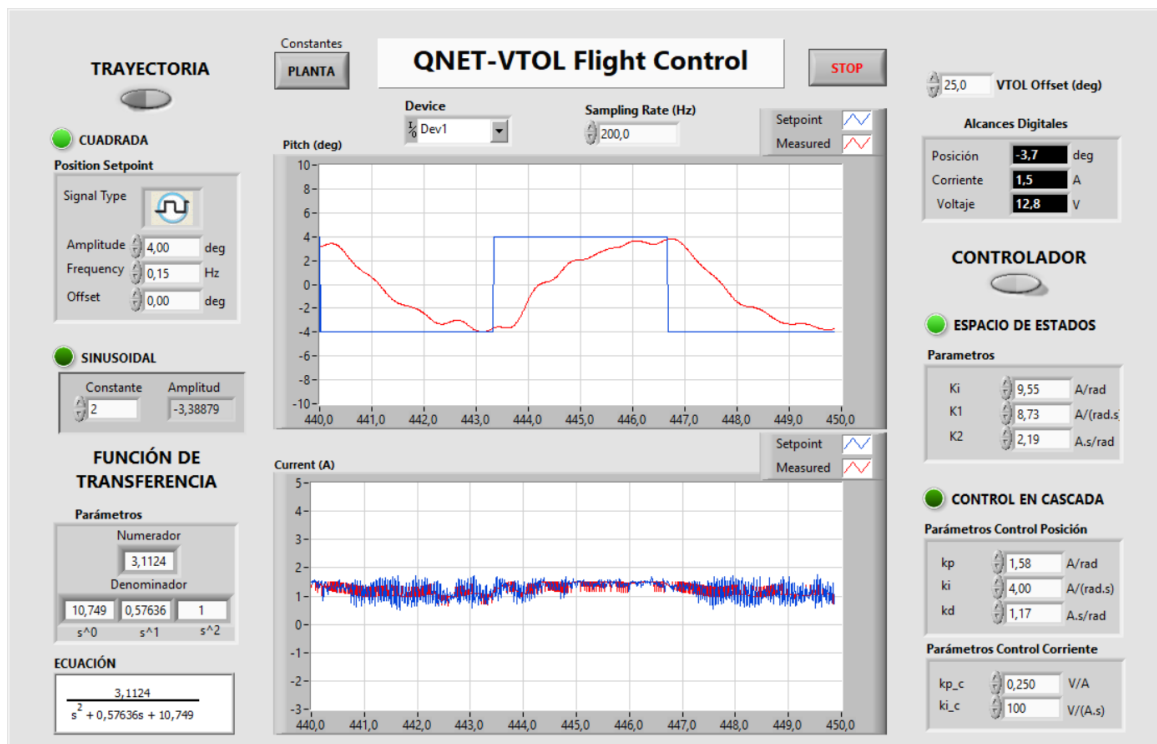 TRAYECTORIA
CUADRADA
Position Setpoint
Signal Type
Amplitude 4,00 deg
Frequency 0,15 Hz
Offset 0,00 deg
SINUSOIDAL
Constante Amplitud
2 -3,38879
FUNCIÓN DE
TRANSFERENCIA
Parámetros
Numerador
3,1124
Denominador
10,749 0,57636 1
s^0 s^1 s^2
ECUACIÓN
3,1124
s^2 + 0,57636s + 10,749
Constantes
PLANTA
QNET-VTOL Flight Control
STOP
Device
I/0 Dev1
Sampling Rate (Hz)
200,0
Setpoint
Measured
Pitch (deg)
10
8
6
4
2
0
-2
-4
-6
-8
-10
440,0 441,0 442,0 443,0 444,0 445,0 446,0 447,0 448,0 449,0 450,0
Setpoint
Measured
Current (A)
5
4
3
2
1
0
-1
-2
-3
440,0 441,0 442,0 443,0 444,0 445,0 446,0 447,0 448,0 449,0 450,0
25,0 VTOL Offset (deg)
Alcances Digitales
Posición -3,7 deg
Corriente 1,5 A
Voltaje 12,8 V
CONTROLADOR
ESPACIO DE ESTADOS
Parametros
Ki 9,55 A/rad
K1 8,73 A/(rad.s
K2 2,19 A.s/rad
CONTROL EN CASCADA
Parámetros Control Posición
kp 1,58 A/rad
ki 4,00 A/(rad.s)
kd 1,17 A.s/rad
Parámetros Control Corriente
kp_c 0,250 V/A
ki_c 100 V/(A.s)